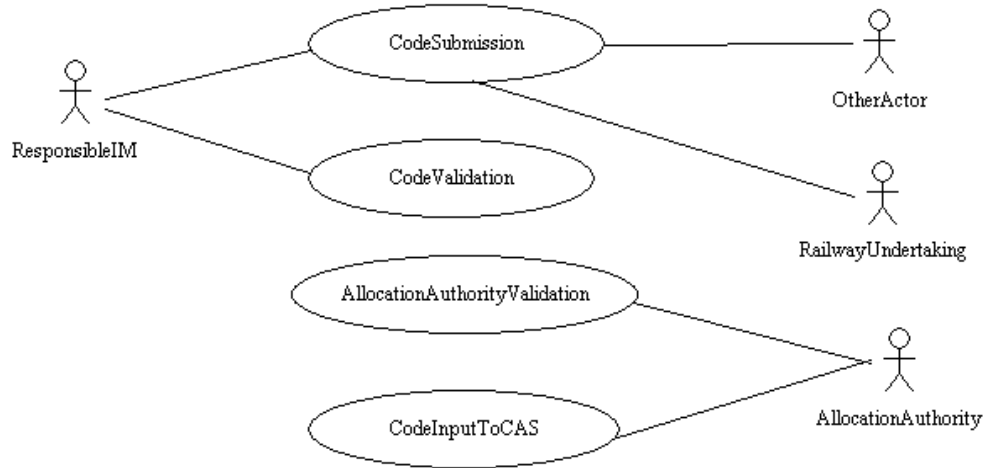 CodeSubmission
OtherActor
ResponsibleIM
CodeValidation
RailwayUndertaking
AllocationAuthorityValidation
AllocationAuthority
CodeInputToCAS